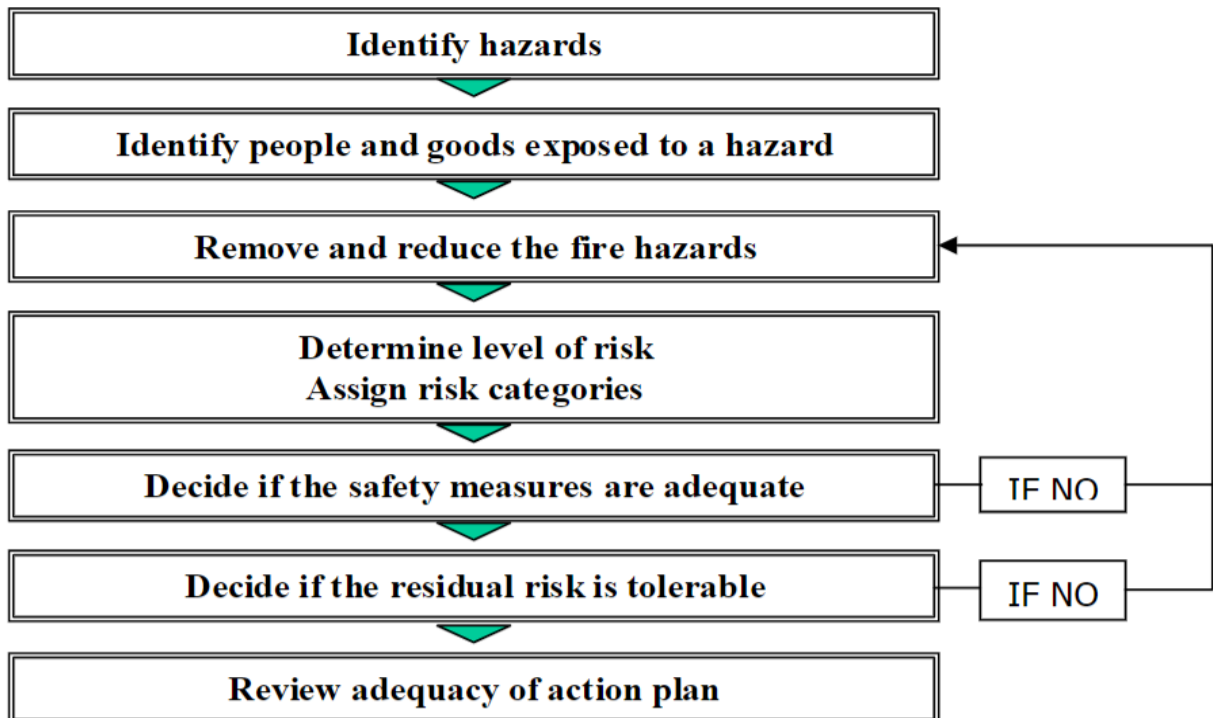 Identify hazards
Identify people and goods exposed to a hazard
Remove and reduce the fire hazards
Determine level of risk
Assign risk categories
Decide if the safety measures are adequate
IF NO
Decide if the residual risk is tolerable
IF NO
Review adequacy of action plan